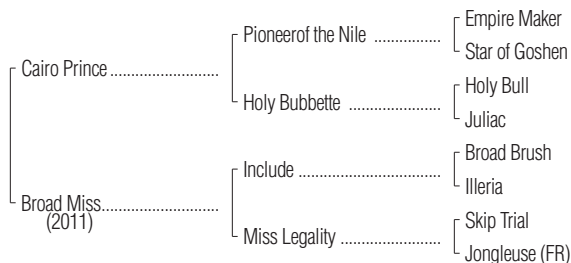 Empire Maker
Pioneerof the Nile ..................
Star of Goshen
Cairo Prince ............................
Holy Bull
Holy Bubbette .......................
Juliac
Broad Brush
Include ....................................
Illeria
Broad Miss..............................
(2011)
Skip Trial
Miss Legality .........................
Jongleuse (FR)